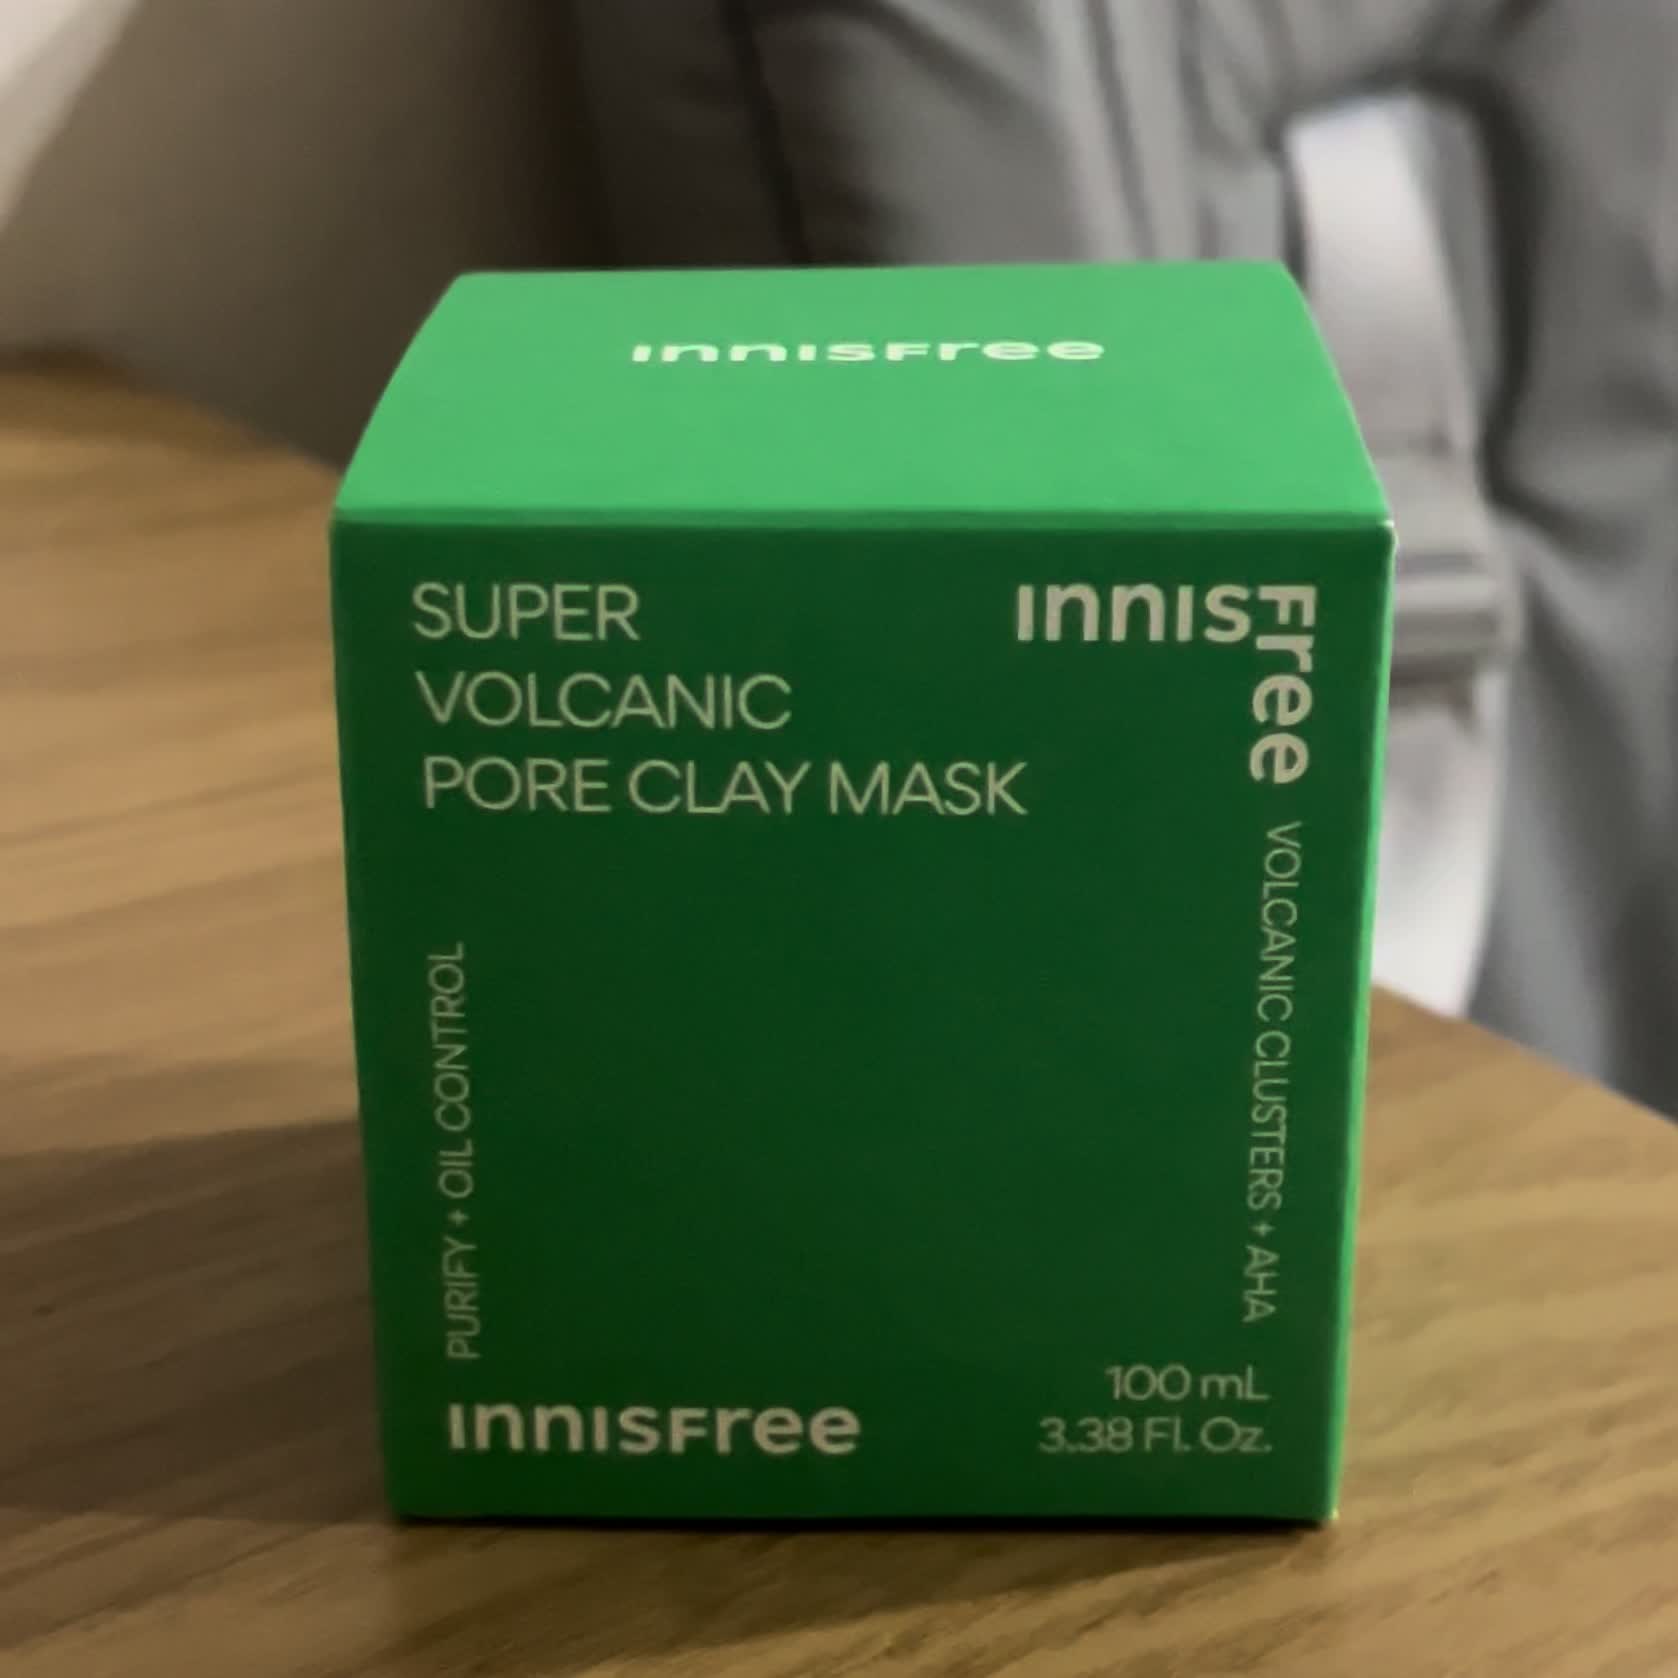 INNISFree
SUPER
VOLCANIC
PORE CLAY MASK
INNISFree
VOLCANIC CLUSTERS + AHA
PURIFY + OIL CONTROL
INNISFree
100 mL
3.38 Fl. Oz.